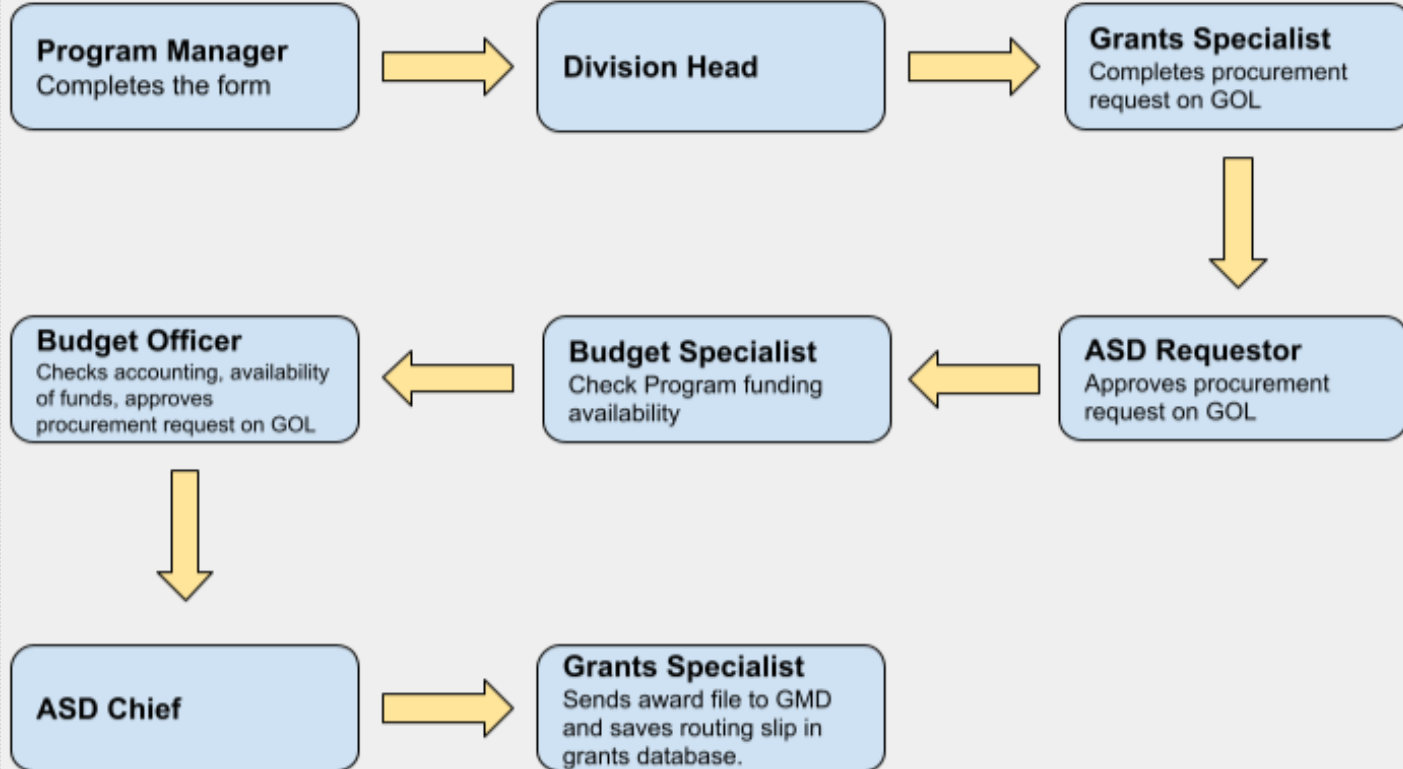 Program Manager
Completes the form
Division Head
Grants Specialist
Completes procurement
request on GOL
ASD Requestor
Approves procurement
request on GOL
Budget Specialist
Check Program funding
availability
Budget Officer
Checks accounting, availability
of funds, approves
procurement request on GOL
ASD Chief
Grants Specialist
Sends award file to GMD
and saves routing slip in
grants database.